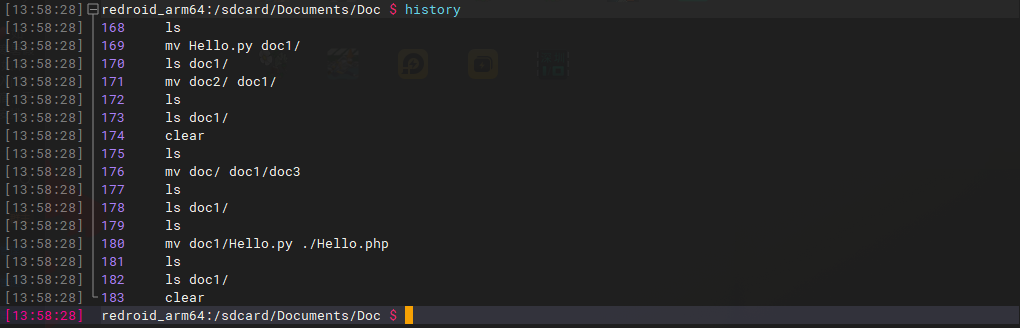 [13:58:28] redroid_arm64:/sdcard/Documents/Doc $ history
[13:58:28] 168 ls
[13:58:28] 169 mv Hello.py doc1/
[13:58:28] 170 ls doc1/
[13:58:28] 171 mv doc2/ doc1/
[13:58:28] 172 ls
[13:58:28] 173 ls doc1/
[13:58:28] 174 clear
[13:58:28] 175 ls
[13:58:28] 176 mv doc/ doc1/doc3
[13:58:28] 177 ls
[13:58:28] 178 ls doc1/
[13:58:28] 179 ls
[13:58:28] 180 mv doc1/Hello.py ./Hello.php
[13:58:28] 181 ls
[13:58:28] 182 ls doc1/
[13:58:28] 183 clear
[13:58:28] redroid_arm64:/sdcard/Documents/Doc $